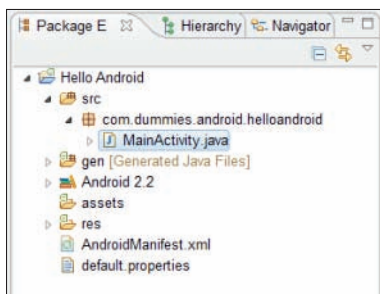 Package E Hierarchy Navigator
Hello Android
src
com.dummies.android.helloandroid
MainActivity.java
gen [Generated Java Files]
Android 2.2
assets
res
AndroidManifest.xml
default.properties